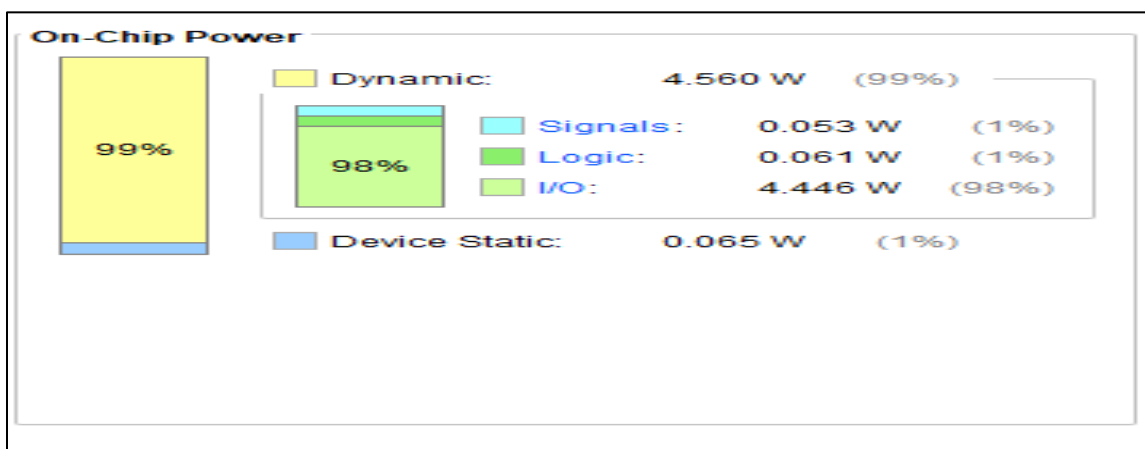 On-Chip Power
Dynamic: 4.560 W (99%)
99%
Signals: 0.053 W (1%)
Logic: 0.061 W (1%)
98%
I/O: 4.446 W (98%)
Device Static: 0.065 W (1%)